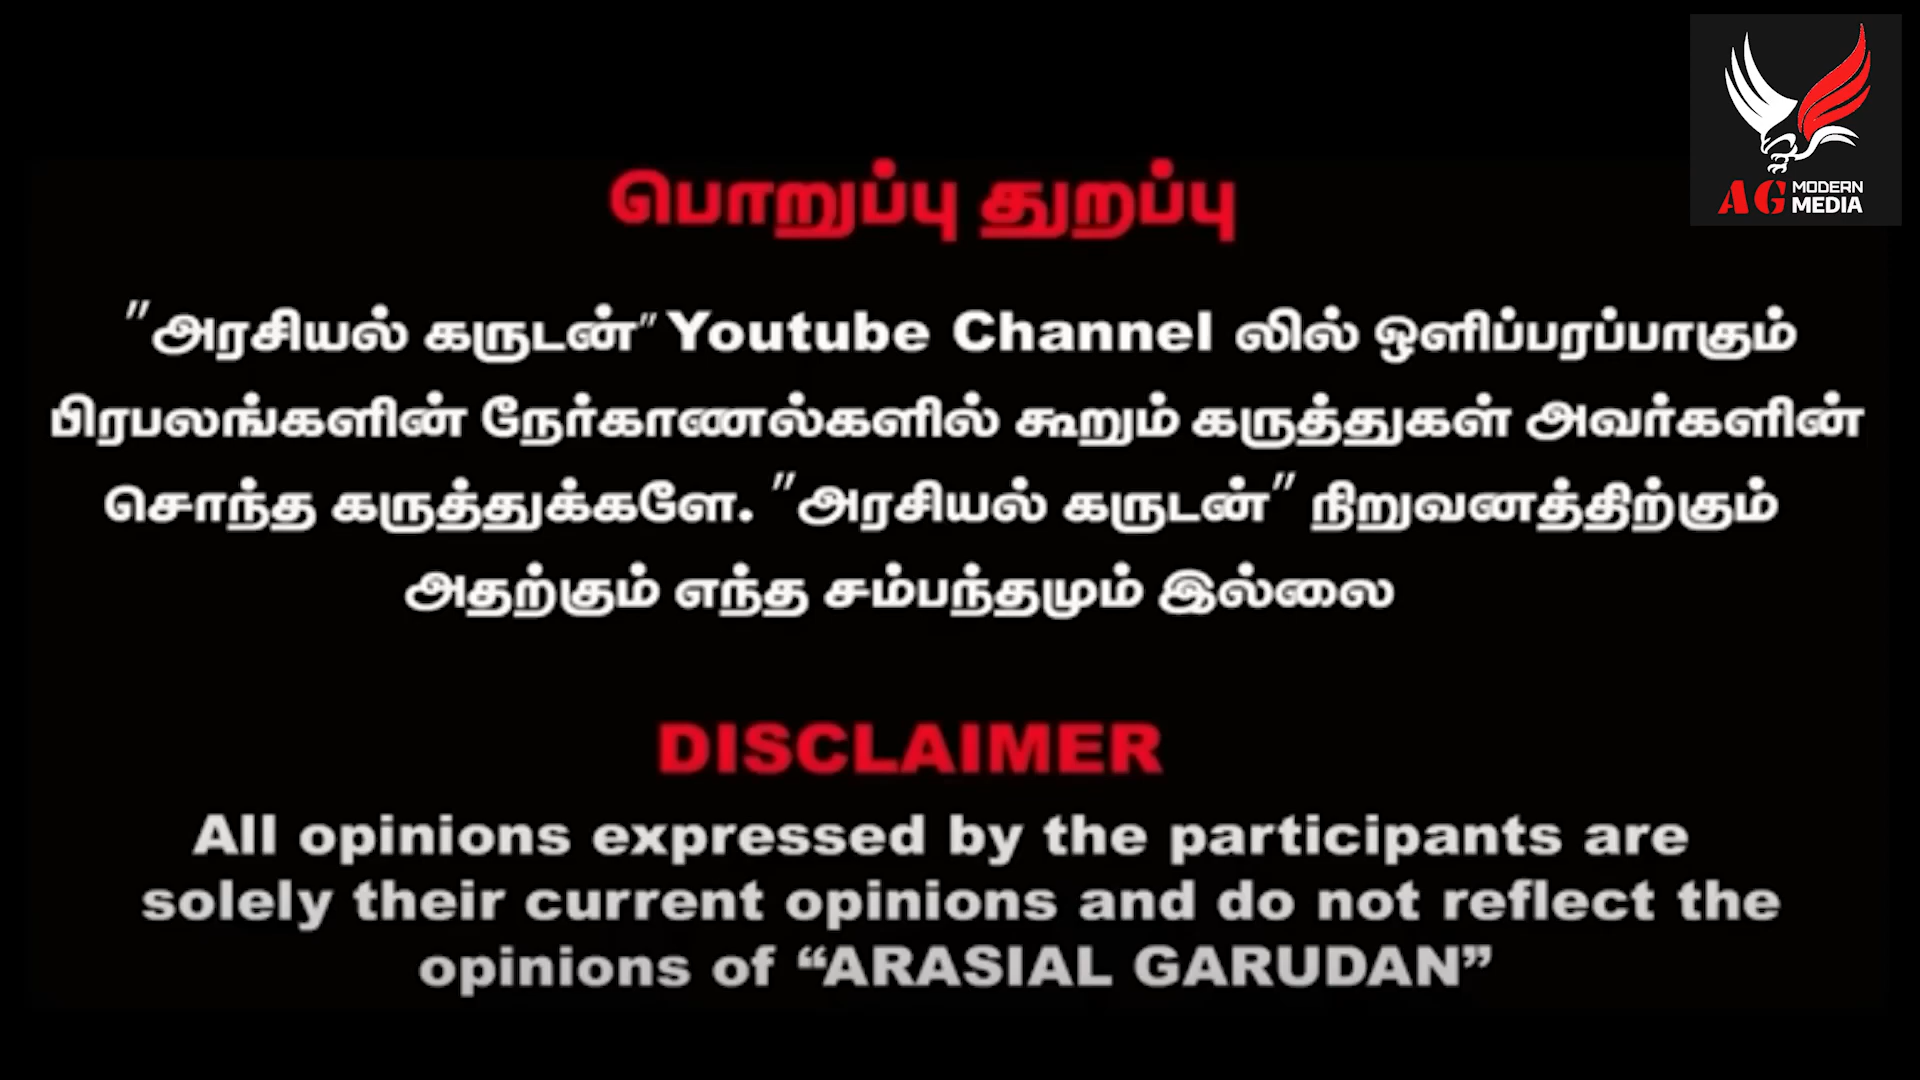 AG MODERN MEDIA
பொறுப்பு துறப்பு
"அரசியல் கருடன்" Youtube Channel லில் ஒளிப்பரப்பாகும்
பிரபலங்களின் நேர்காணல்களில் கூறும் கருத்துகள் அவர்களின்
சொந்த கருத்துக்களே. "அரசியல் கருடன்" நிறுவனத்திற்கும்
அதற்கும் எந்த சம்பந்தமும் இல்லை
DISCLAIMER
All opinions expressed by the participants are
solely their current opinions and do not reflect the
opinions of “ARASIAL GARUDAN”